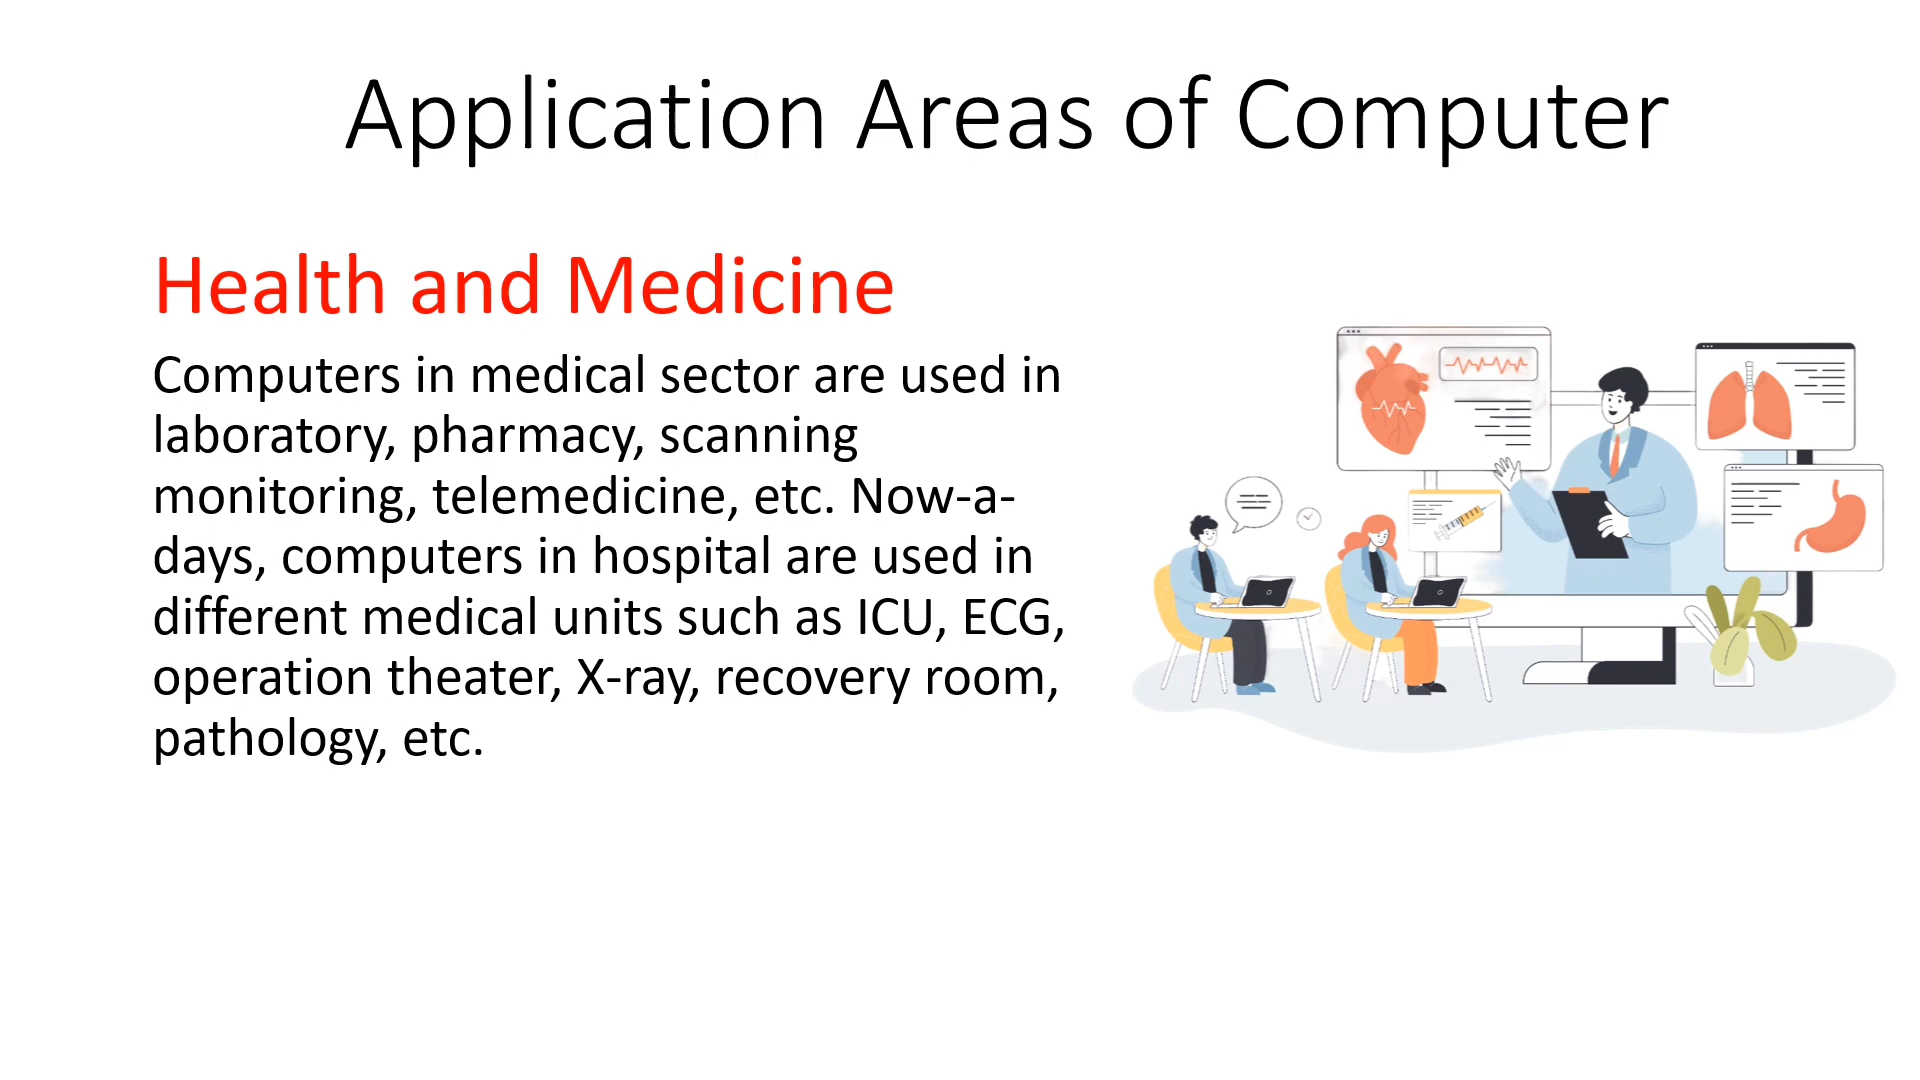 Application Areas of Computer
Health and Medicine
Computers in medical sector are used in
laboratory, pharmacy, scanning
monitoring, telemedicine, etc. Now-a-
days, computers in hospital are used in
different medical units such as ICU, ECG,
operation theater, X-ray, recovery room,
pathology, etc.